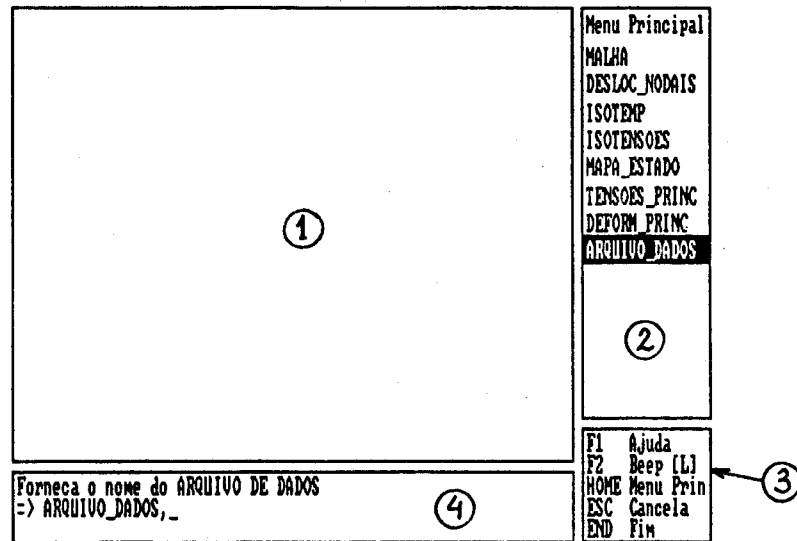 1
Menu Principal
MALHA
DESLOC_NODAIS
ISOTEMP
ISOTENSOES
MAPA_ESTADO
TENSOES_PRINC
DEFORM_PRINC
ARQUIVO_DADOS
2
F1 Ajuda
F2 Beep [L]
HOME Menu Prin
ESC Cancela
END Fim
3
Forneca o nome do ARQUIVO DE DADOS
=> ARQUIVO_DADOS,_
4